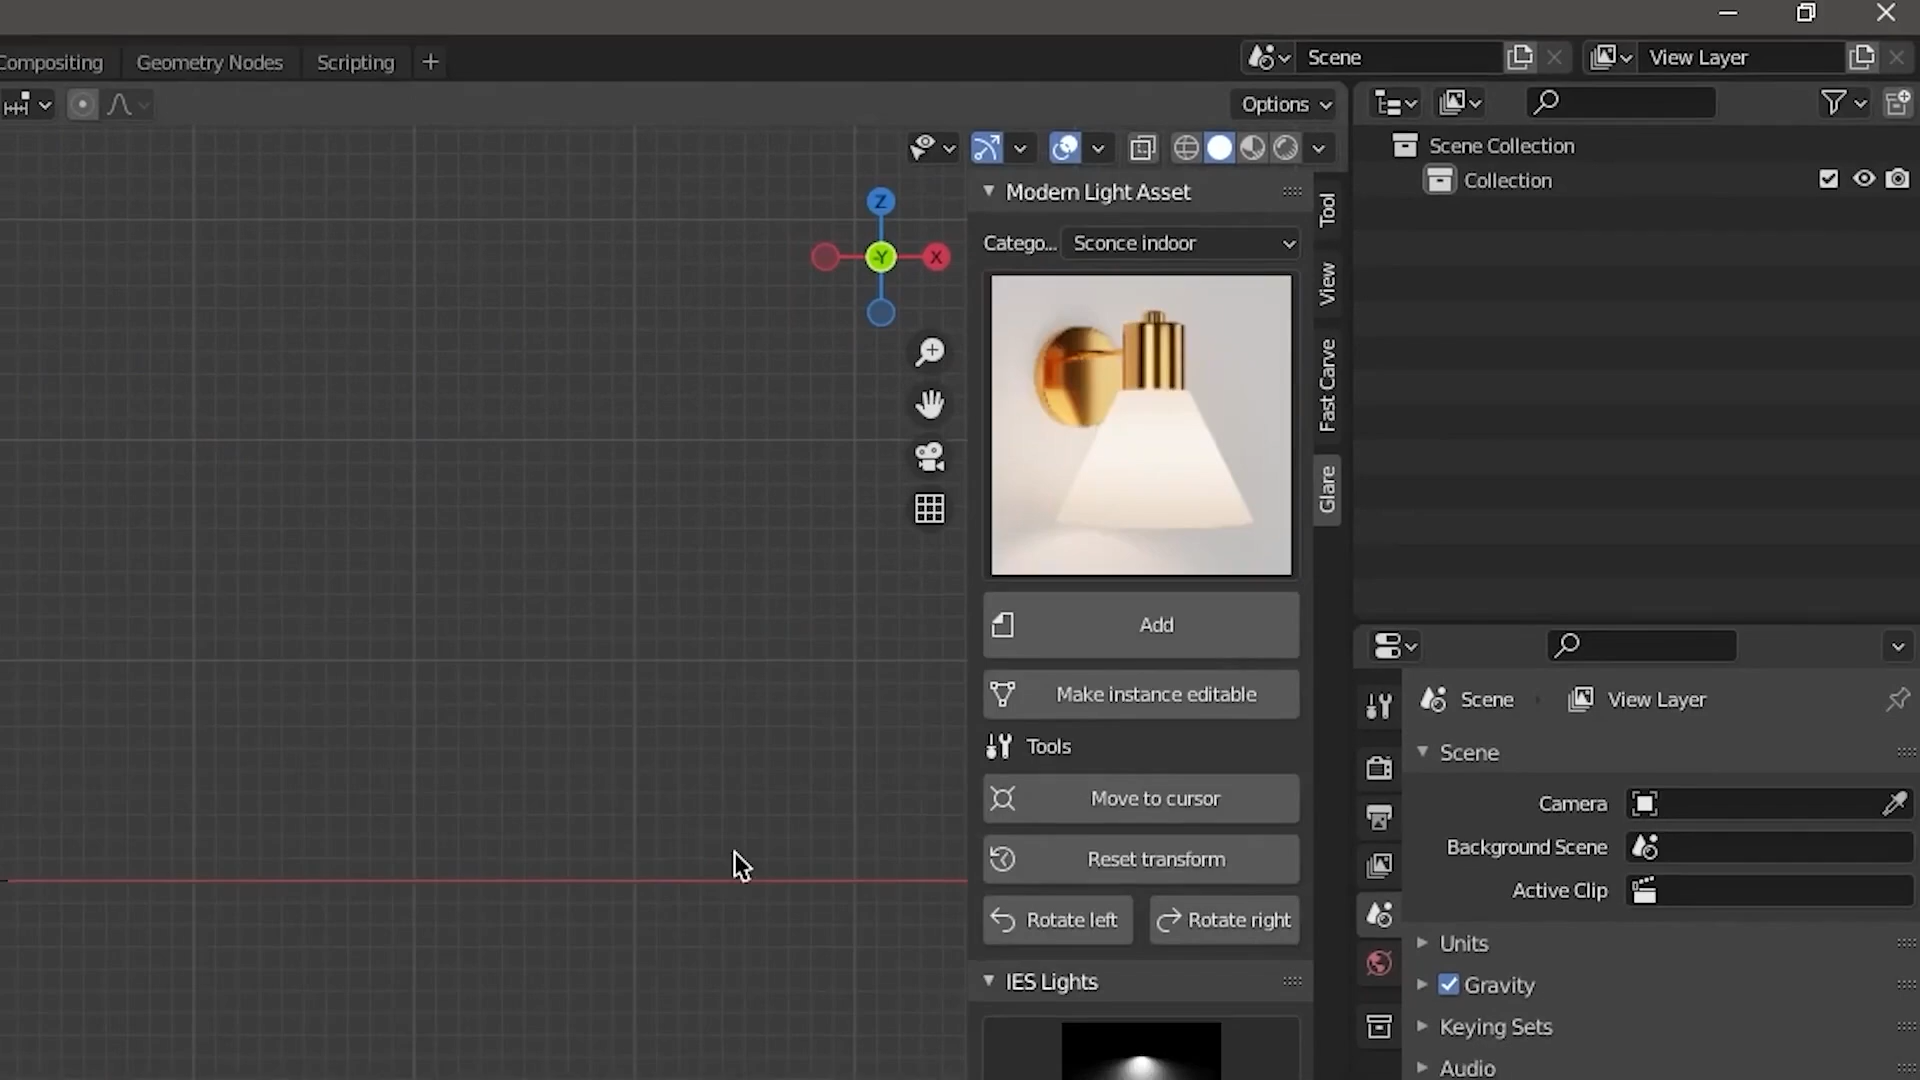 Compositing
Geometry Nodes
Scripting
+
Scene
View Layer
Options
Scene Collection
Collection
Z
-Y
X
Modern Light Asset
Catego...
Sconce indoor
Add
Make instance editable
Tools
Move to cursor
Reset transform
Rotate left
Rotate right
IES Lights
Tool
View
Fast Carve
Glare
Scene
View Layer
Scene
Camera
Background Scene
Active Clip
Units
Gravity
Keying Sets
Audio